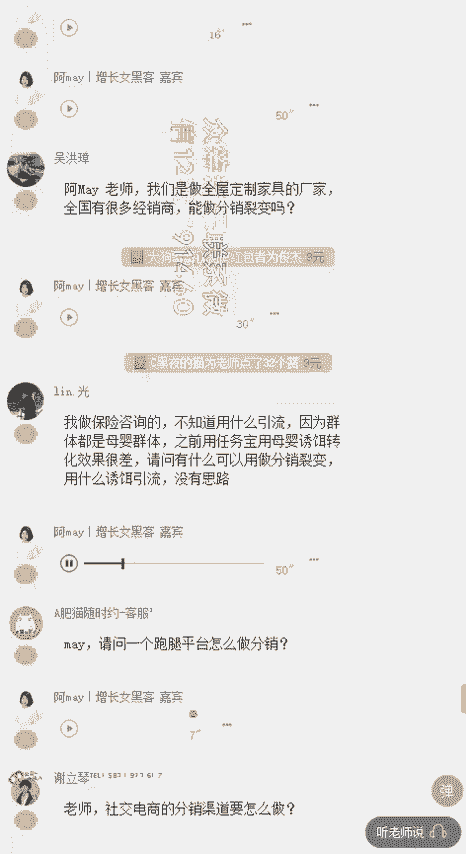 16"
阿may｜增长女黑客 嘉宾
50"
吴洪璋
阿May 老师，我们是做全屋定制家具的厂家，
全国有很多经销商，能做分销裂变吗？
3元
阿may｜增长女黑客 嘉宾
30"
黑夜的猫为老师点了32个赞 3元
lin 光
我做保险咨询的，不知道用什么引流，因为群
体都是母婴群体，之前用任务宝用母婴诱饵转
化效果很差，请问有什么可以用做分销裂变，
用什么诱饵引流，没有思路
阿may｜增长女黑客 嘉宾
50"
A肥猫随时约-客服
may，请问一个跑腿平台怎么做分销？
阿may｜增长女黑客 嘉宾
7"
谢立琴
老师，社交电商的分销渠道要怎么做？
弹
听老师说